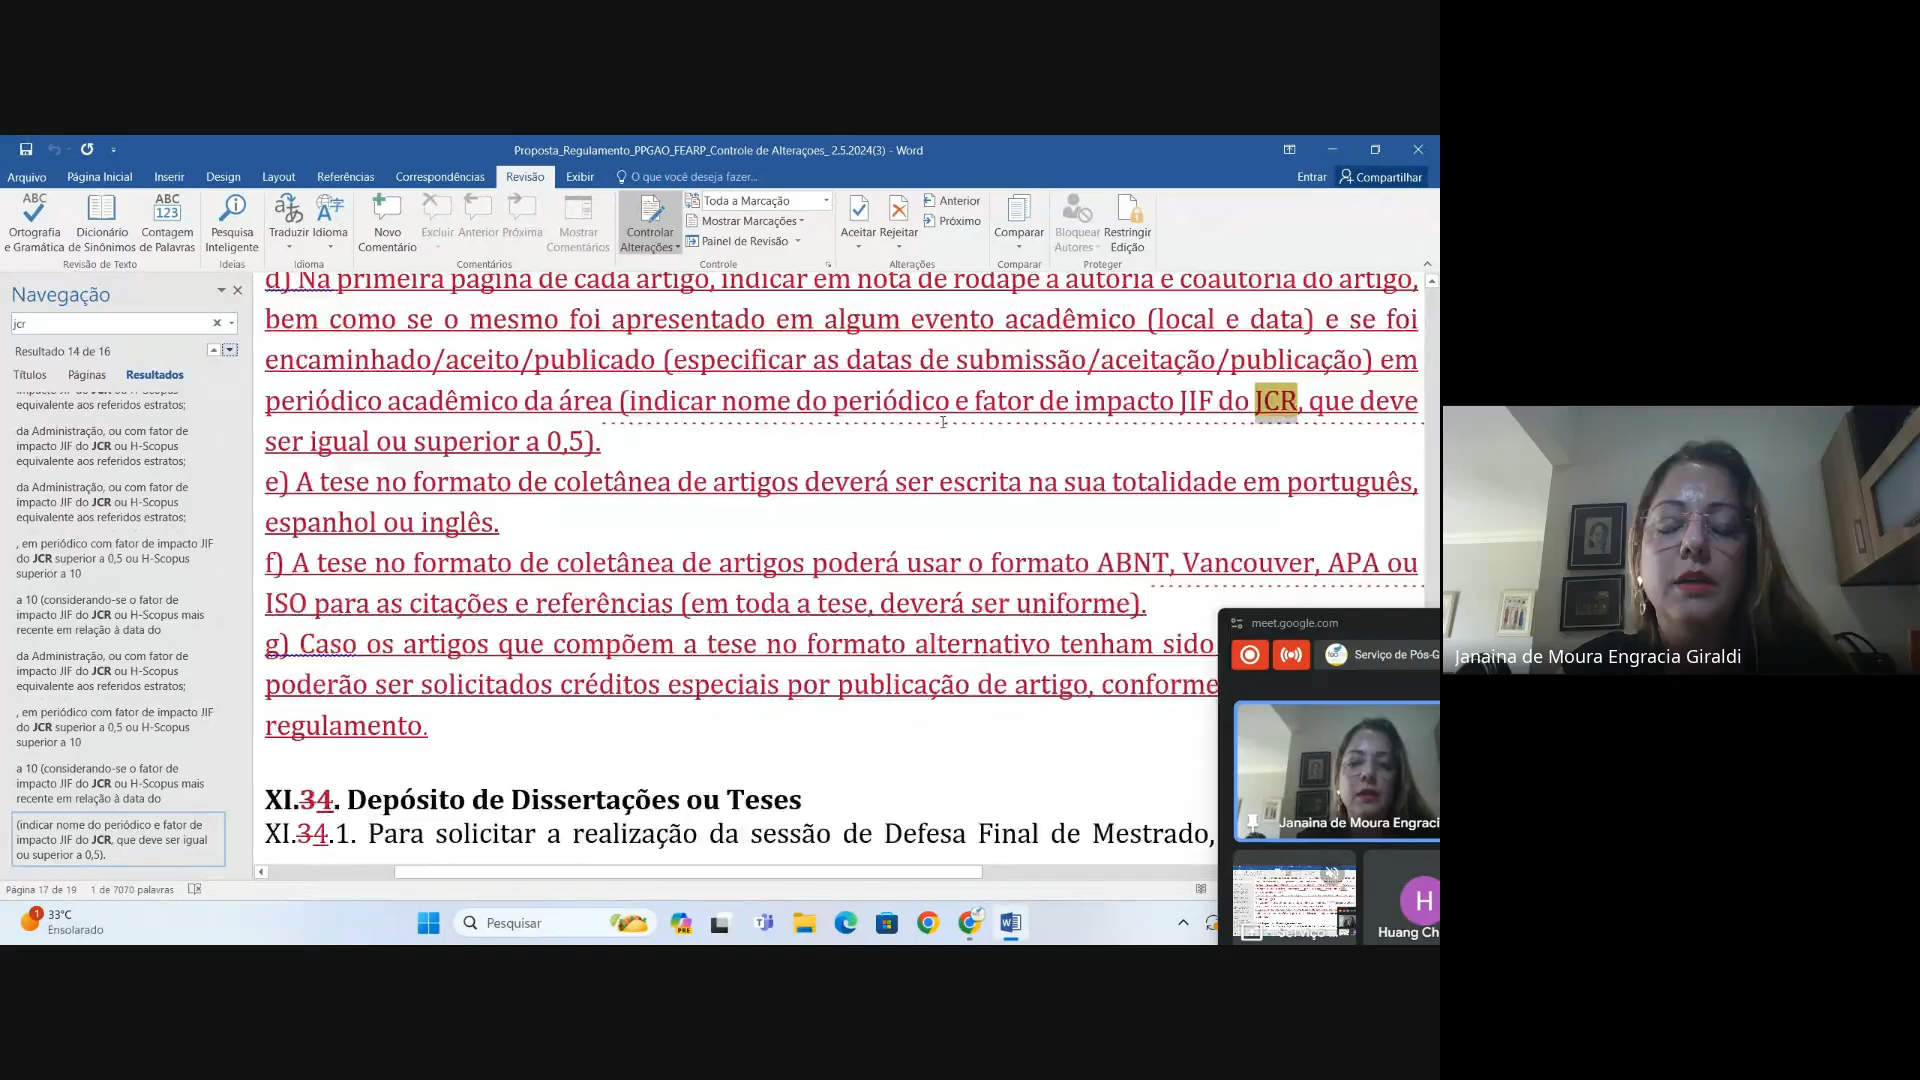 Proposta_Regulamento_PPGAO_FEARP_Controle de Alteraçoes_ 2.5.2024(3) - Word
Arquivo Página Inicial Inserir Design Layout Referências Correspondências Revisão Exibir O que você deseja fazer... Entrar Compartilhar
ABC ABC Toda a Marcação Anterior
123 Mostrar Marcações Próximo
Ortografia Dicionário Contagem Pesquisa Traduzir Idioma Novo Excluir Anterior Próxima Mostrar Controlar Painel de Revisão Aceitar Rejeitar Comparar Bloquear Restringir
e Gramática de Sinônimos de Palavras Inteligente Comentário Comentários Alterações Autores Edição
Revisão de Texto Ideias Idioma Comentários Controle Alterações Comparar Proteger
Navegação
jcr
Resultado 14 de 16
Títulos Páginas Resultados
equivalente aos referidos estratos;
da Administração, ou com fator de
impacto JIF do JCR ou H-Scopus
equivalente aos referidos estratos;
da Administração, ou com fator de
impacto JIF do JCR ou H-Scopus
equivalente aos referidos estratos;
, em periódico com fator de impacto JIF
do JCR superior a 0,5 ou H-Scopus
superior a 10
a 10 (considerando-se o fator de
impacto JIF do JCR ou H-Scopus mais
recente em relação à data do
da Administração, ou com fator de
impacto JIF do JCR ou H-Scopus
equivalente aos referidos estratos;
, em periódico com fator de impacto JIF
do JCR superior a 0,5 ou H-Scopus
superior a 10
a 10 (considerando-se o fator de
impacto JIF do JCR ou H-Scopus mais
recente em relação à data do
(indicar nome do periódico e fator de
impacto JIF do JCR, que deve ser igual
ou superior a 0,5).
d) Na primeira página de cada artigo, indicar em nota de rodapé a autoria e coautoria do artigo,
bem como se o mesmo foi apresentado em algum evento acadêmico (local e data) e se foi
encaminhado/aceito/publicado (especificar as datas de submissão/aceitação/publicação) em
periódico acadêmico da área (indicar nome do periódico e fator de impacto JIF do JCR, que deve
ser igual ou superior a 0,5).
e) A tese no formato de coletânea de artigos deverá ser escrita na sua totalidade em português,
espanhol ou inglês.
f) A tese no formato de coletânea de artigos poderá usar o formato ABNT, Vancouver, APA ou
ISO para as citações e referências (em toda a tese, deverá ser uniforme).
g) Caso os artigos que compõem a tese no formato alternativo tenham sido
poderão ser solicitados créditos especiais por publicação de artigo, conforme
regulamento.
XI.34. Depósito de Dissertações ou Teses
XI.34.1. Para solicitar a realização da sessão de Defesa Final de Mestrado,
meet.google.com
Serviço de Pós-G
Janaina de Moura Engraci
Serviço
H
Huang Ch
Página 17 de 19 1 de 7070 palavras
1 33°C
Ensolarado
Pesquisar
PRE
Janaina de Moura Engracia Giraldi